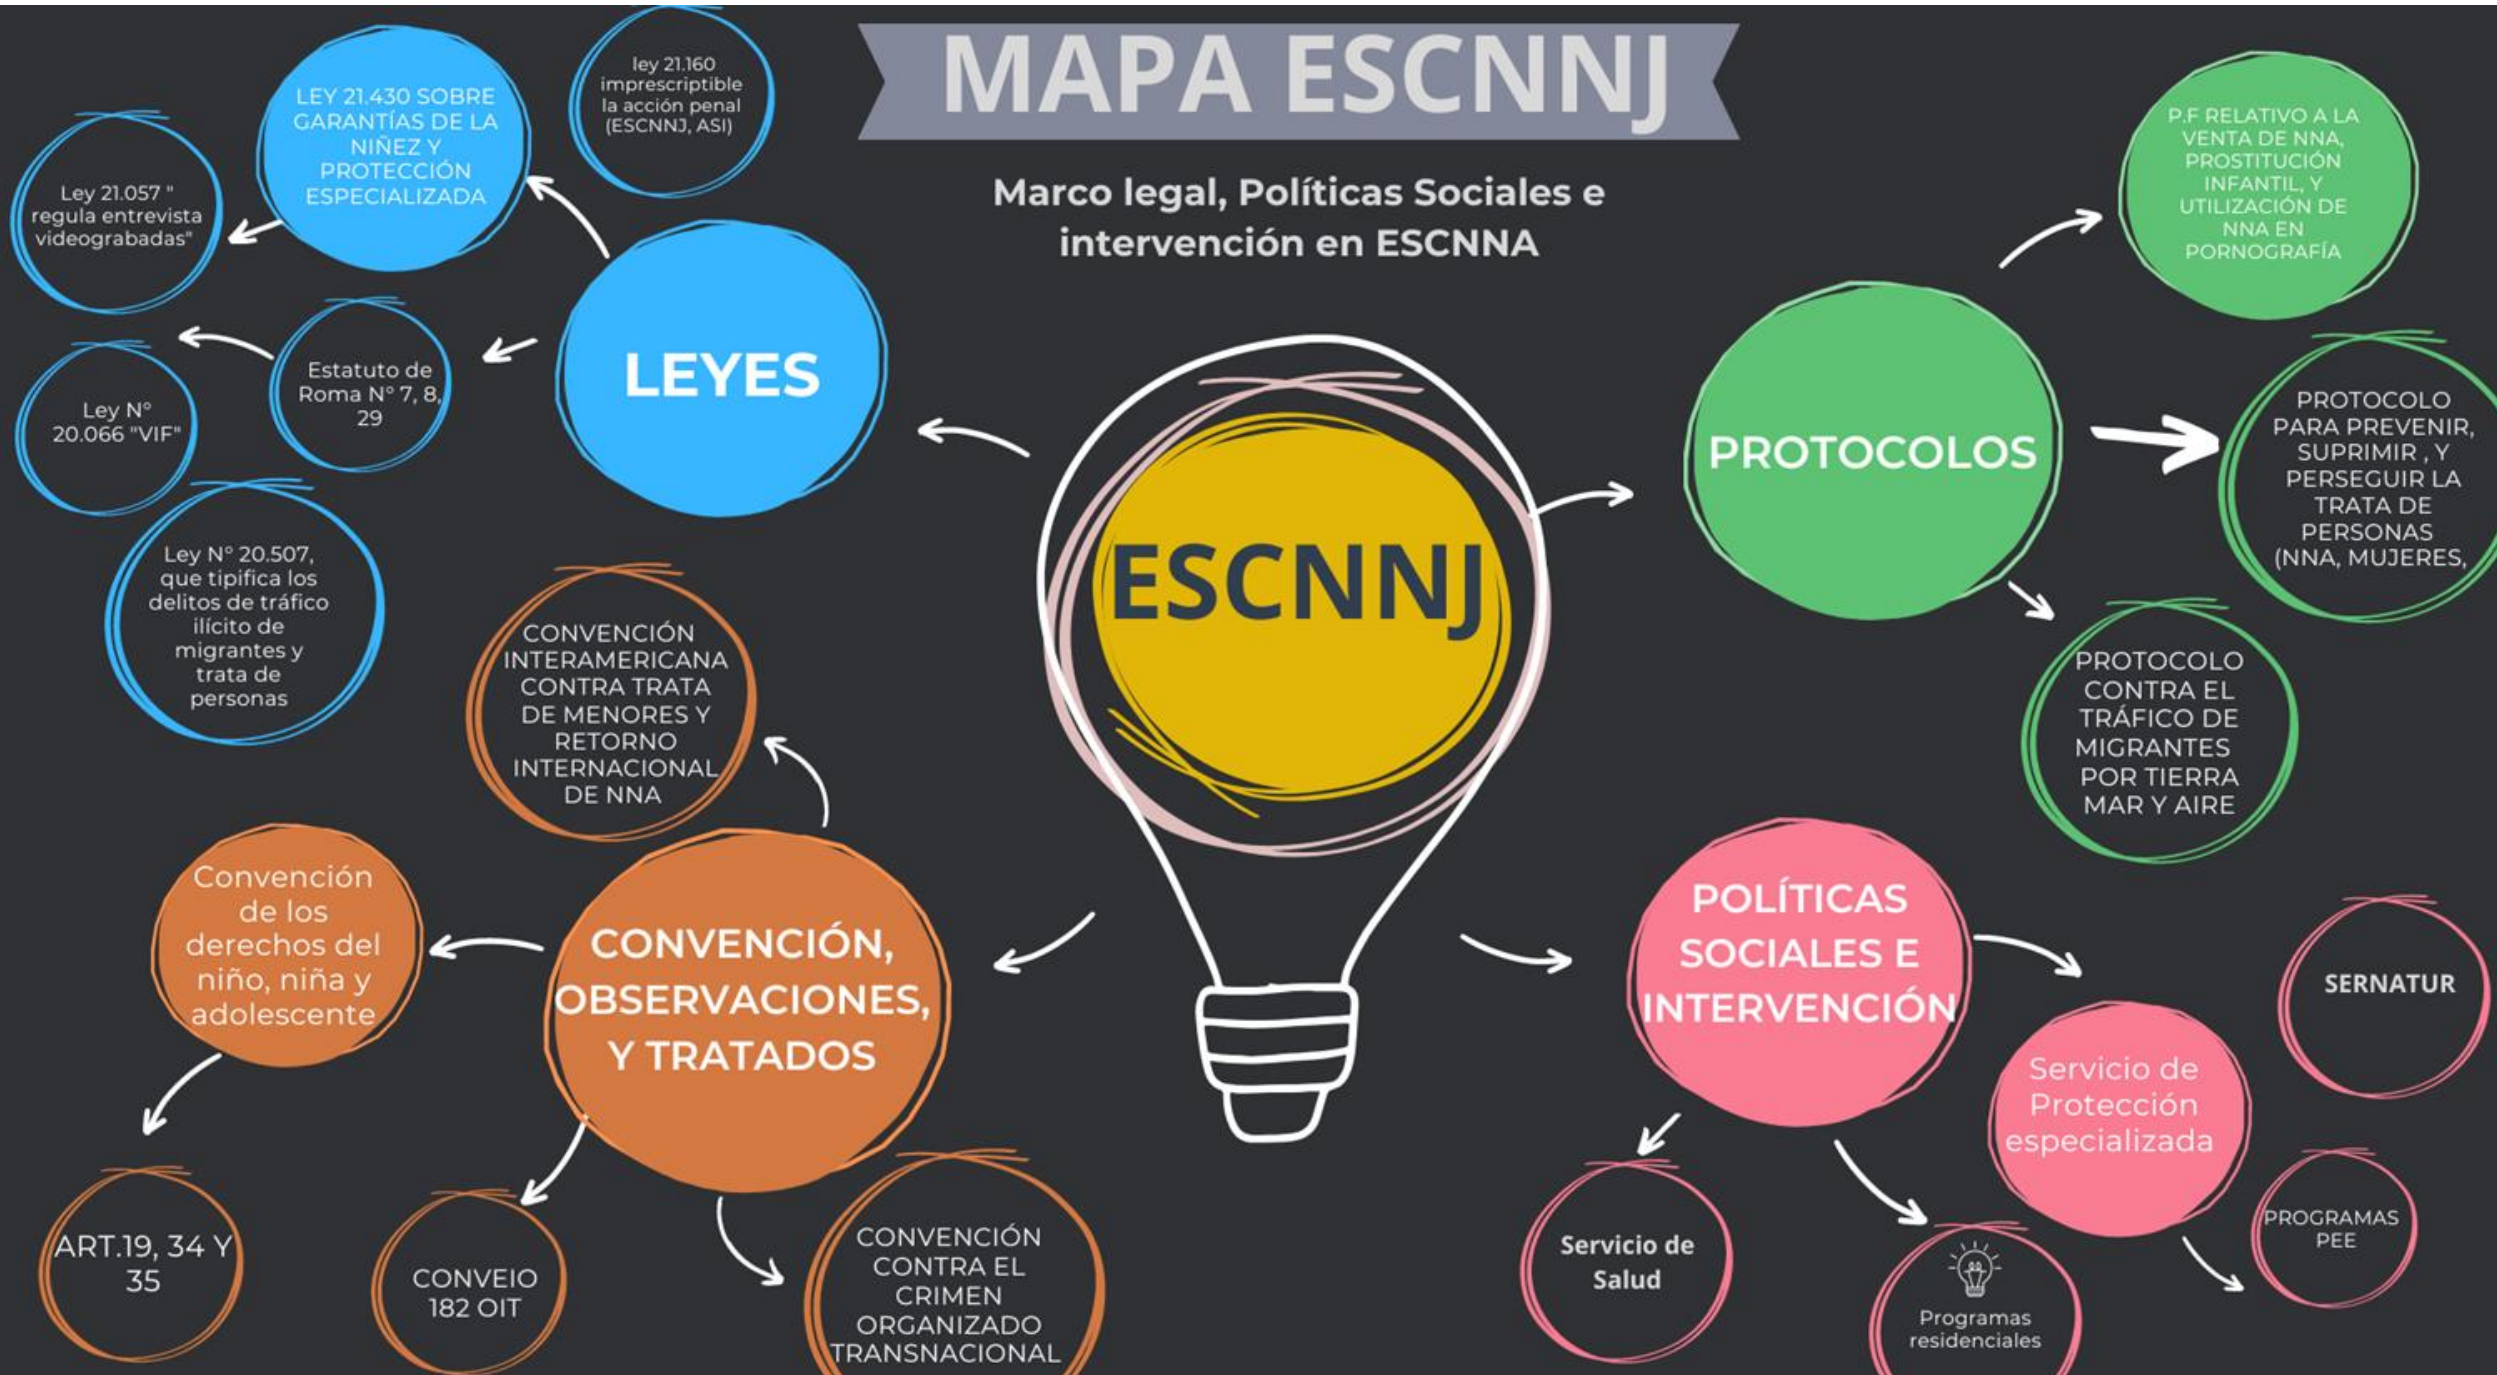 MAPA ESCNNJ
Marco legal, Políticas Sociales e
intervención en ESCNNA
ESCNNJ
LEYES
LEY 21.430 SOBRE
GARANTÍAS DE LA
NIÑEZ Y
PROTECCIÓN
ESPECIALIZADA
ley 21.160
imprescriptible
la acción penal
(ESCNNJ, ASI)
Ley 21.057 "
regula entrevista
videograbadas"
Estatuto de
Roma N° 7, 8,
29
Ley N°
20.066 "VIF"
Ley N° 20.507,
que tipifica los
delitos de tráfico
ilícito de
migrantes y
trata de
personas
PROTOCOLOS
P.F RELATIVO A LA
VENTA DE NNA,
PROSTITUCIÓN
INFANTIL, Y
UTILIZACIÓN DE
NNA EN
PORNOGRAFÍA
PROTOCOLO
PARA PREVENIR,
SUPRIMIR , Y
PERSEGUIR LA
TRATA DE
PERSONAS
(NNA, MUJERES,
PROTOCOLO
CONTRA EL
TRÁFICO DE
MIGRANTES
POR TIERRA
MAR Y AIRE
CONVENCIÓN,
OBSERVACIONES,
Y TRATADOS
CONVENCIÓN
INTERAMERICANA
CONTRA TRATA
DE MENORES Y
RETORNO
INTERNACIONAL
DE NNA
Convención
de los
derechos del
niño, niña y
adolescente
ART.19, 34 Y
35
CONVEIO
182 OIT
CONVENCIÓN
CONTRA EL
CRIMEN
ORGANIZADO
TRANSNACIONAL
POLÍTICAS
SOCIALES E
INTERVENCIÓN
SERNATUR
Servicio de
Protección
especializada
PROGRAMAS
PEE
Servicio de
Salud
Programas
residenciales